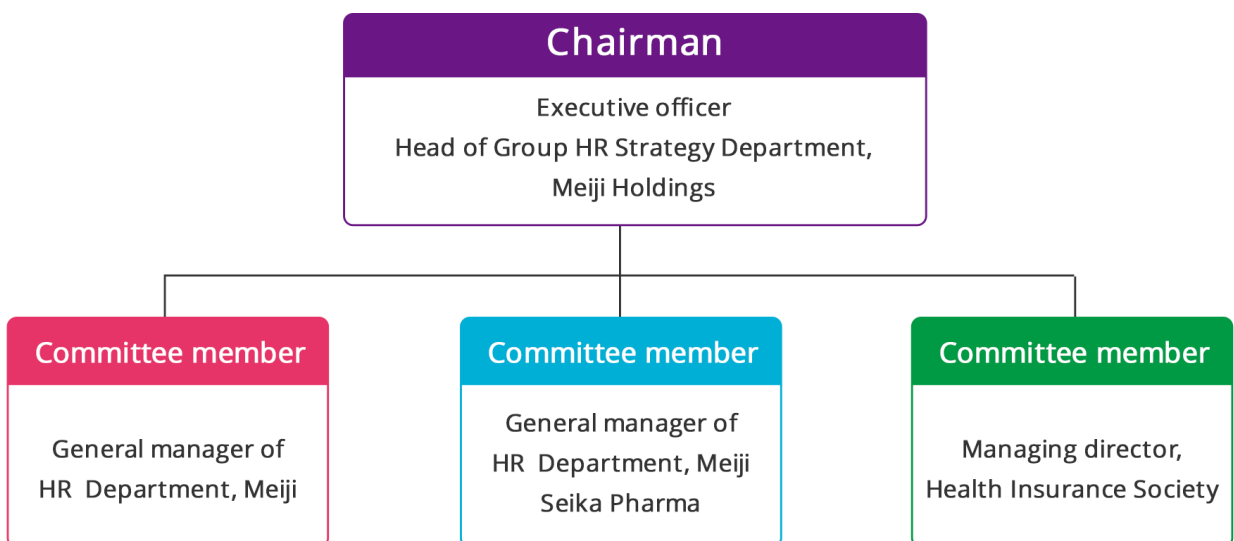 Chairman
Executive officer
Head of Group HR Strategy Department,
Meiji Holdings
Committee member
General manager of
HR Department, Meiji
Committee member
General manager of
HR Department, Meiji
Seika Pharma
Committee member
Managing director,
Health Insurance Society